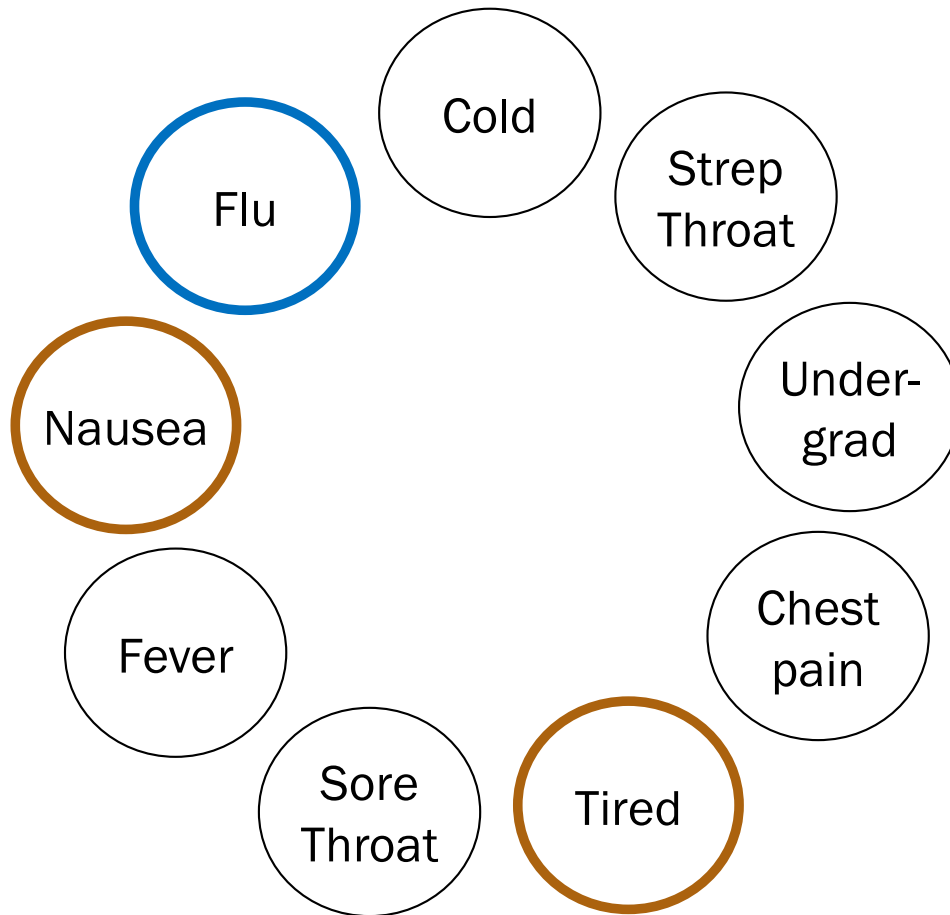 Cold
Strep
Throat
Flu
Under-
grad
Nausea
Chest
pain
Fever
Sore
Throat
Tired